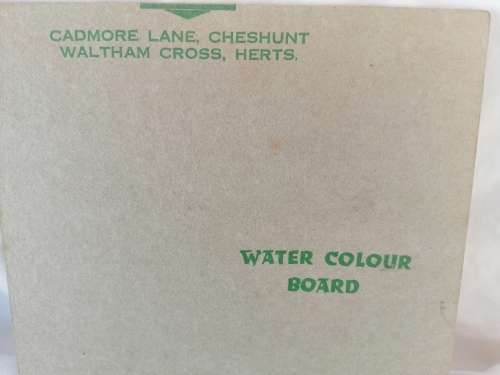 CADMORE LANE, CHESHUNT
WALTHAM CROSS, HERTS.
WATER COLOUR
BOARD